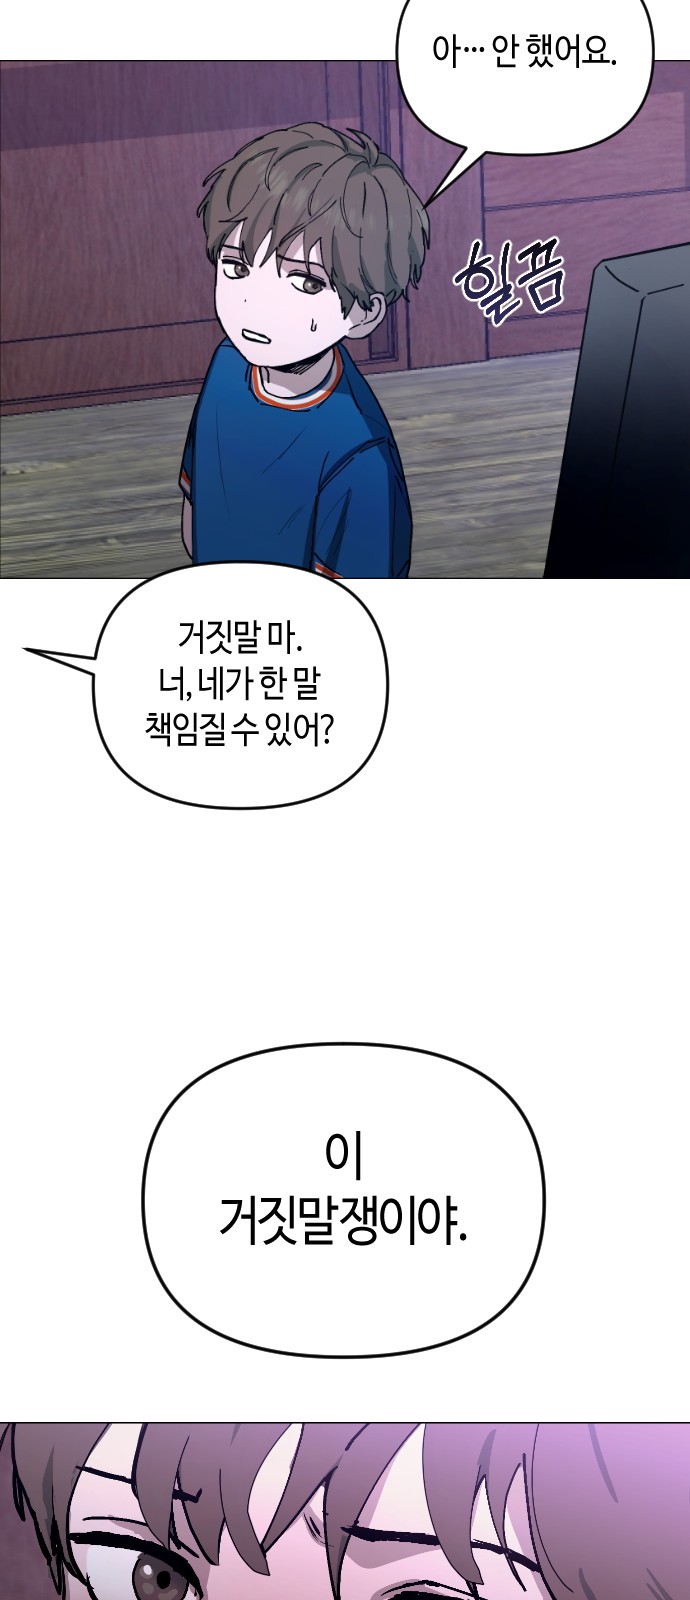 아… 안 했어요.
힐끔
거짓말 마.
너, 네가 한 말
책임질 수 있어?
이
거짓말쟁이야.